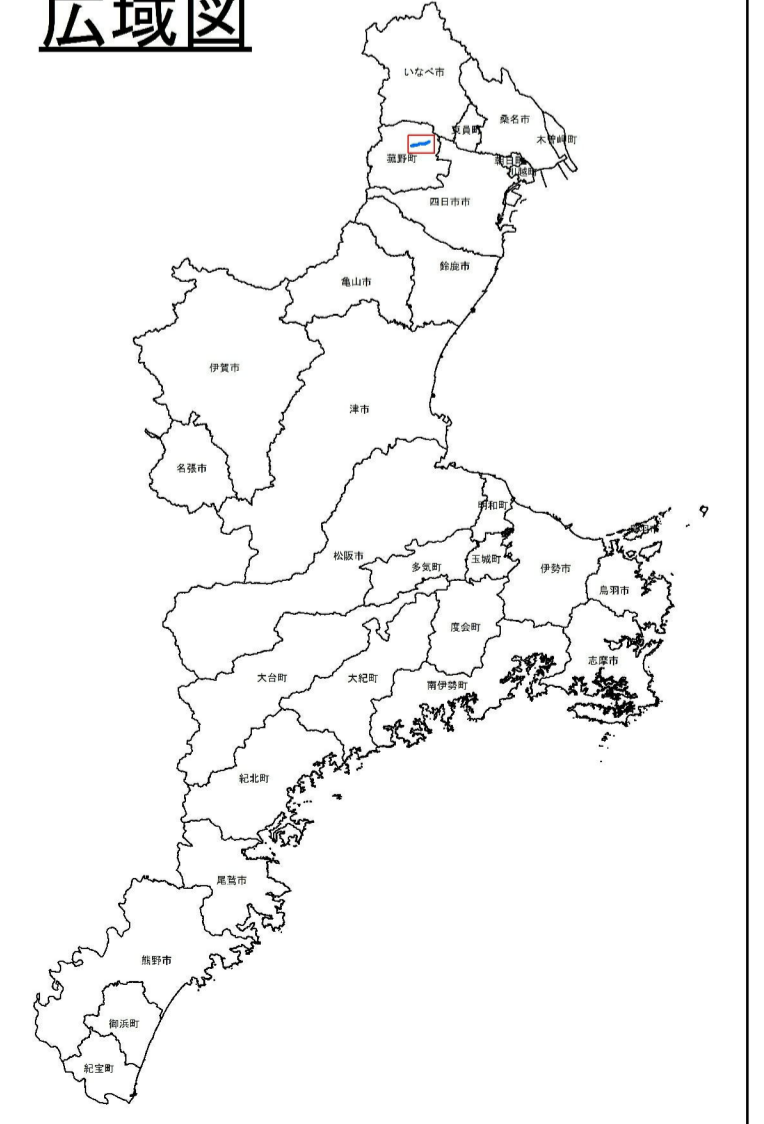 広域図
いなべ市
桑名市
東員町
木曽岬町
菰野町
朝日町
川越町
四日市市
鈴鹿市
亀山市
伊賀市
津市
名張市
明和町
松阪市
玉城町
多気町
伊勢市
鳥羽市
鳥羽市
度会町
志摩市
大台町
大紀町
南伊勢町
紀北町
尾鷲市
熊野市
御浜町
紀宝町